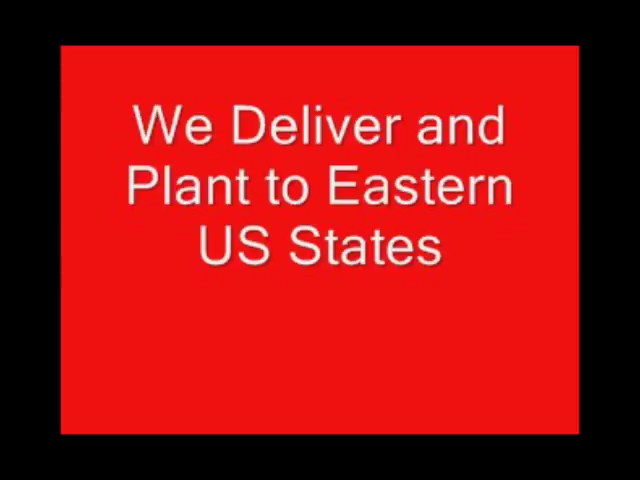 We Deliver and
Plant to Eastern
US States